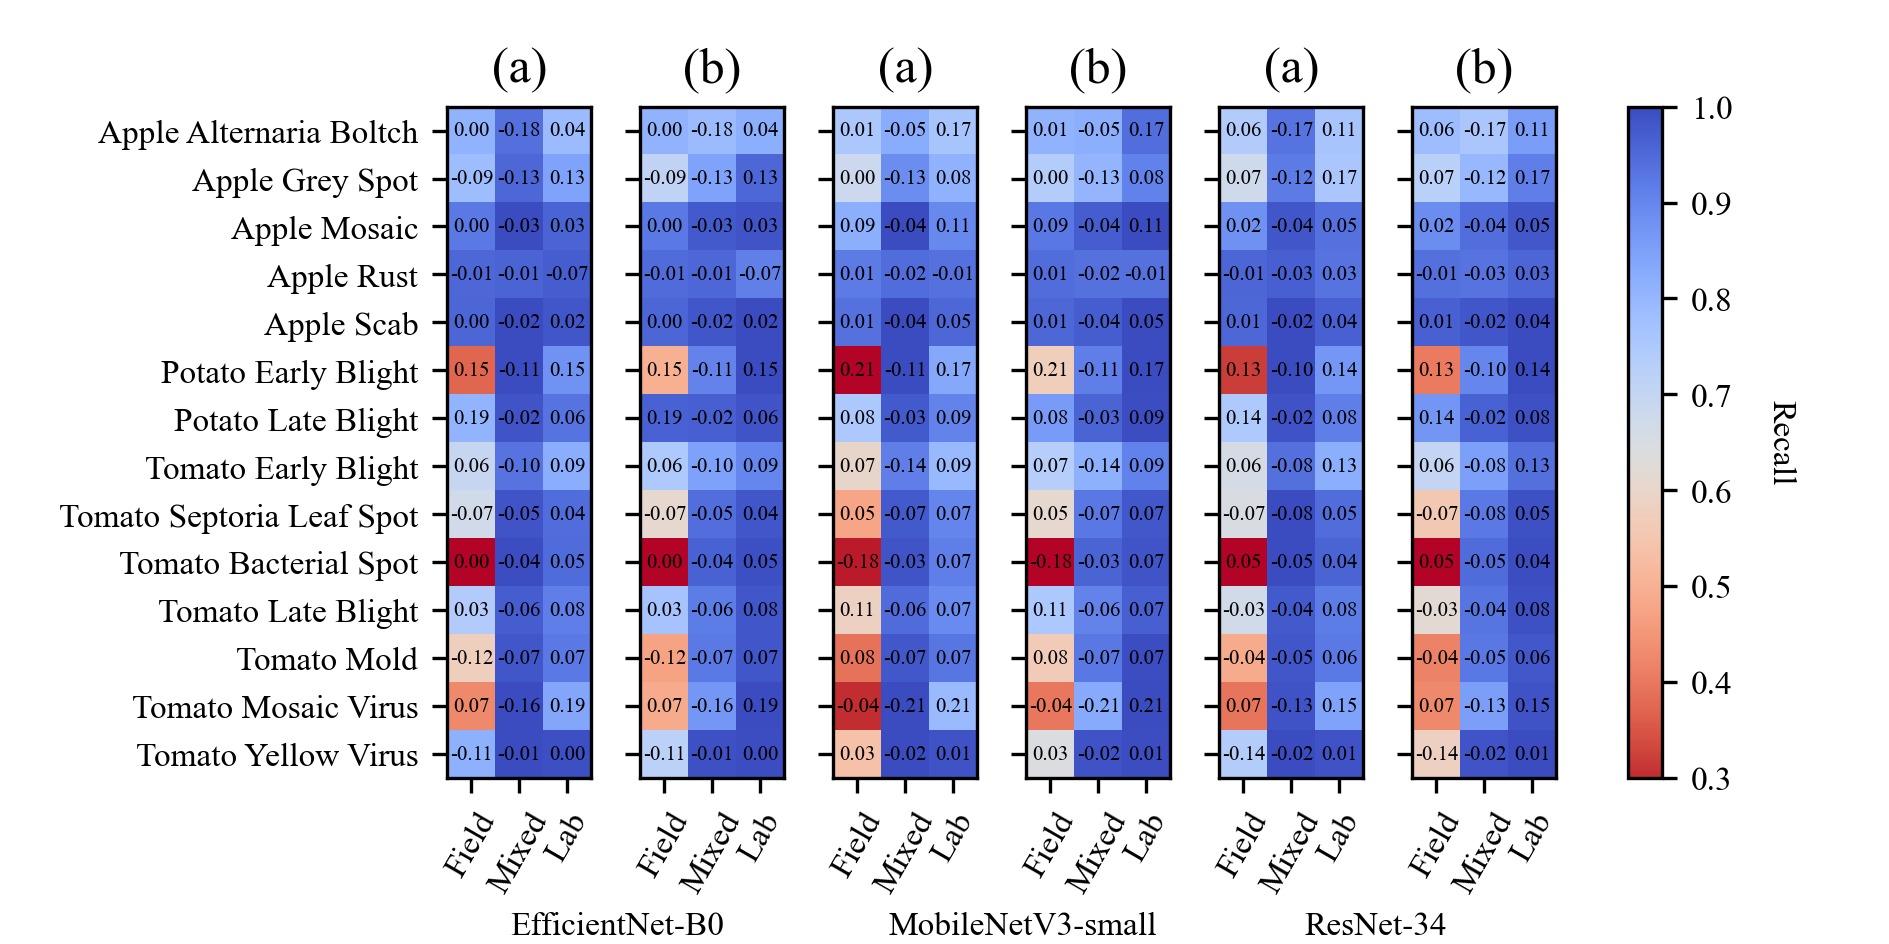 (a) (b) (a) (b) (a) (b)
Apple Alternaria Boltch 0.00 -0.18 0.04 0.00 -0.18 0.04 0.01 -0.05 0.17 0.01 -0.05 0.17 0.06 -0.17 0.11 0.06 -0.17 0.11
Apple Grey Spot -0.09 -0.13 0.13 -0.09 -0.13 0.13 0.00 -0.13 0.08 0.00 -0.13 0.08 0.07 -0.12 0.17 0.07 -0.12 0.17
Apple Mosaic 0.00 -0.03 0.03 0.00 -0.03 0.03 0.09 -0.04 0.11 0.09 -0.04 0.11 0.02 -0.04 0.05 0.02 -0.04 0.05
Apple Rust -0.01 -0.01 -0.07 -0.01 -0.01 -0.07 0.01 -0.02 -0.01 0.01 -0.02 -0.01 -0.01 -0.03 0.03 -0.01 -0.03 0.03
Apple Scab 0.00 -0.02 0.02 0.00 -0.02 0.02 0.01 -0.04 0.05 0.01 -0.04 0.05 0.01 -0.02 0.04 0.01 -0.02 0.04
Potato Early Blight 0.15 -0.11 0.15 0.15 -0.11 0.15 0.21 -0.11 0.17 0.21 -0.11 0.17 0.13 -0.10 0.14 0.13 -0.10 0.14
Potato Late Blight 0.19 -0.02 0.06 0.19 -0.02 0.06 0.08 -0.03 0.09 0.08 -0.03 0.09 0.14 -0.02 0.08 0.14 -0.02 0.08
Tomato Early Blight 0.06 -0.10 0.09 0.06 -0.10 0.09 0.07 -0.14 0.09 0.07 -0.14 0.09 0.06 -0.08 0.13 0.06 -0.08 0.13
Tomato Septoria Leaf Spot -0.07 -0.05 0.04 -0.07 -0.05 0.04 0.05 -0.07 0.07 0.05 -0.07 0.07 -0.07 -0.08 0.05 -0.07 -0.08 0.05
Tomato Bacterial Spot 0.00 -0.04 0.05 0.00 -0.04 0.05 -0.18 -0.03 0.07 -0.18 -0.03 0.07 0.05 -0.05 0.04 0.05 -0.05 0.04
Tomato Late Blight 0.03 -0.06 0.08 0.03 -0.06 0.08 0.11 -0.06 0.07 0.11 -0.06 0.07 -0.03 -0.04 0.08 -0.03 -0.04 0.08
Tomato Mold -0.12 -0.07 0.07 -0.12 -0.07 0.07 0.08 -0.07 0.07 0.08 -0.07 0.07 -0.04 -0.05 0.06 -0.04 -0.05 0.06
Tomato Mosaic Virus 0.07 -0.16 0.19 0.07 -0.16 0.19 -0.04 -0.21 0.21 -0.04 -0.21 0.21 0.07 -0.13 0.15 0.07 -0.13 0.15
Tomato Yellow Virus -0.11 -0.01 0.00 -0.11 -0.01 0.00 0.03 -0.02 0.01 0.03 -0.02 0.01 -0.14 -0.02 0.01 -0.14 -0.02 0.01
Field Mixed Lab Field Mixed Lab Field Mixed Lab Field Mixed Lab Field Mixed Lab Field Mixed Lab
EfficientNet-B0 MobileNetV3-small ResNet-34
1.0
0.9
0.8
0.7
0.6
0.5
0.4
0.3
Recall